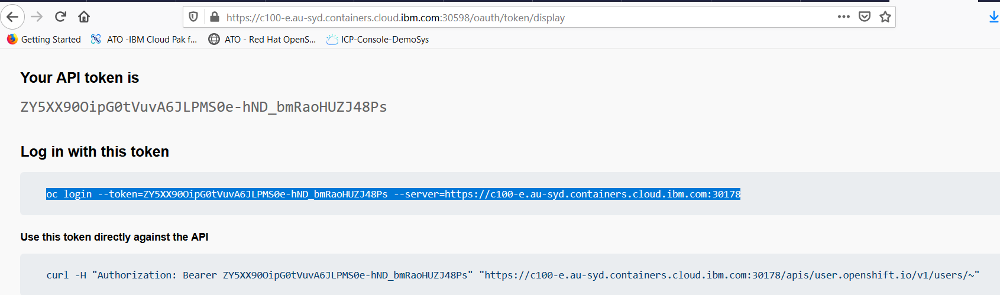 https://c100-e.au-syd.containers.cloud.ibm.com:30598/oauth/token/display
Getting Started ATO -IBM Cloud Pak f... ATO - Red Hat OpenS... ICP-Console-DemoSys
Your API token is
ZY5XX90OipG0tVuvA6JLPMS0e-hND_bmRaoHUZJ48Ps
Log in with this token
oc login --token=ZY5XX90OipG0tVuvA6JLPMS0e-hND_bmRaoHUZJ48Ps --server=https://c100-e.au-syd.containers.cloud.ibm.com:30178
Use this token directly against the API
curl -H "Authorization: Bearer ZY5XX90OipG0tVuvA6JLPMS0e-hND_bmRaoHUZJ48Ps" "https://c100-e.au-syd.containers.cloud.ibm.com:30178/apis/user.openshift.io/v1/users/~"